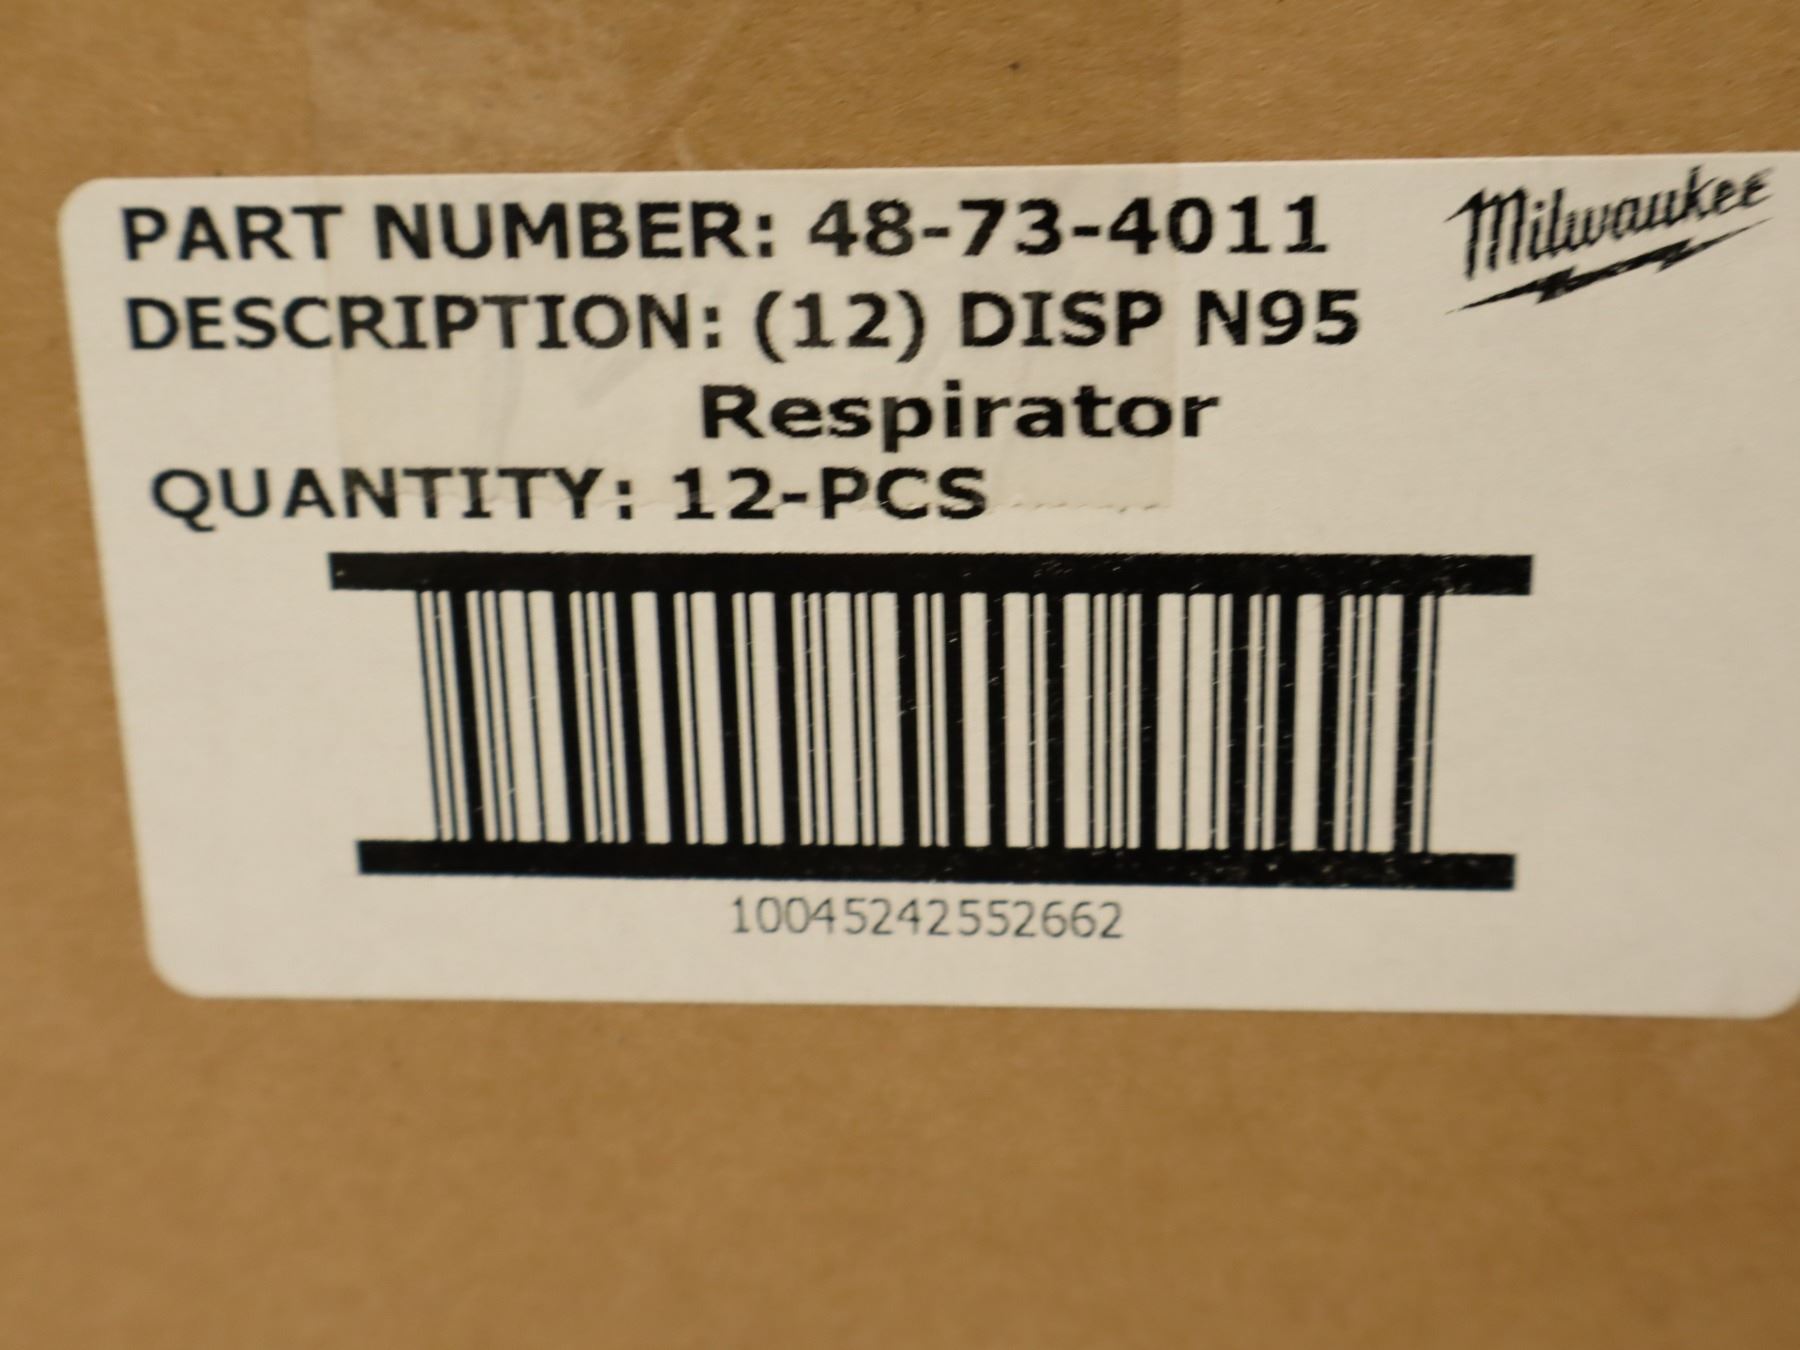 PART NUMBER: 48-73-4011
Milwaukee
DESCRIPTION: (12) DISP N95
Respirator
QUANTITY: 12-PCS
10045242552662